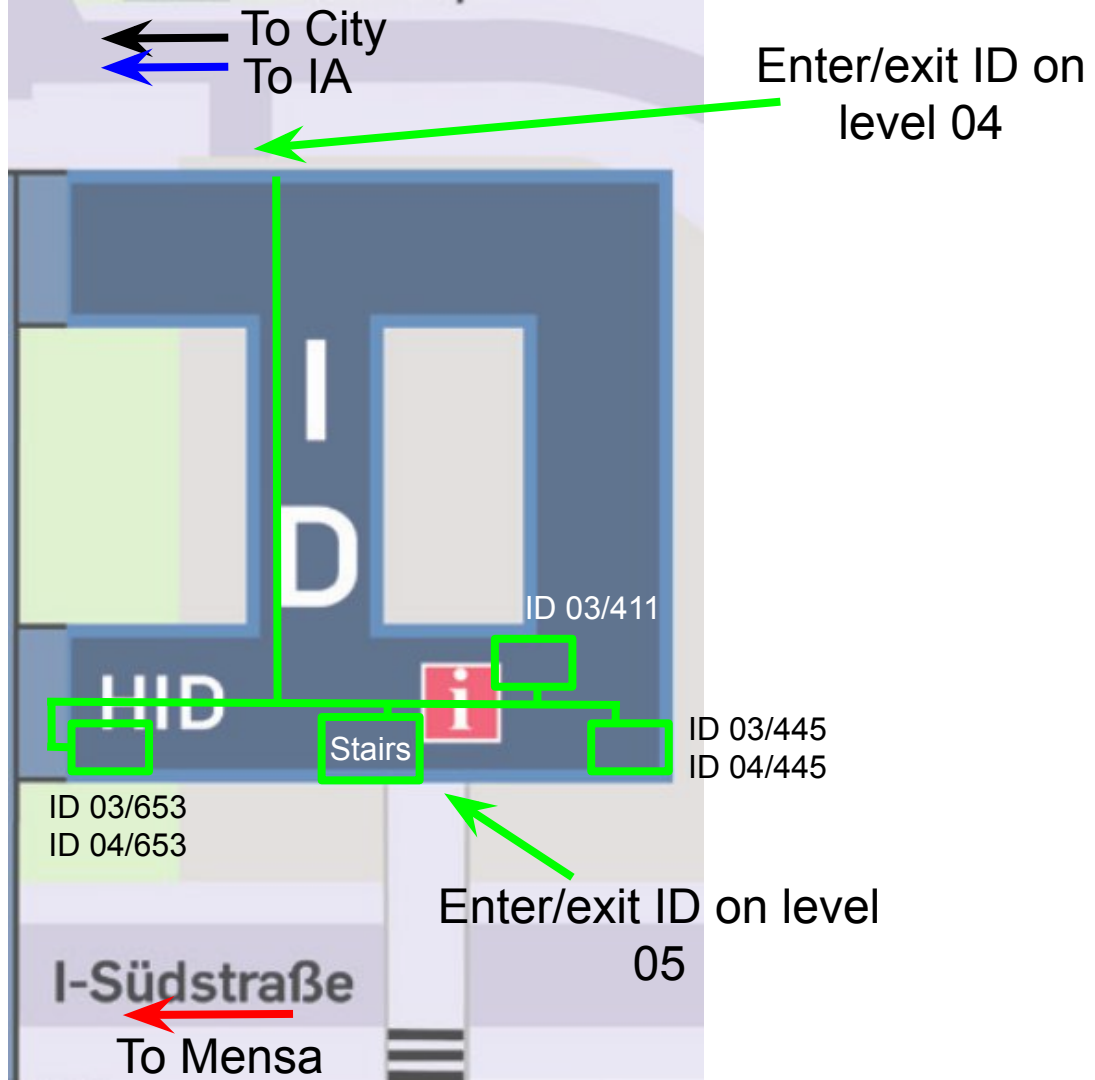 To City
To IA
Enter/exit ID on
level 04
I
D
ID 03/411
HID
i
Stairs
ID 03/445
ID 04/445
ID 03/653
ID 04/653
Enter/exit ID on level
05
I-Südstraße
To Mensa